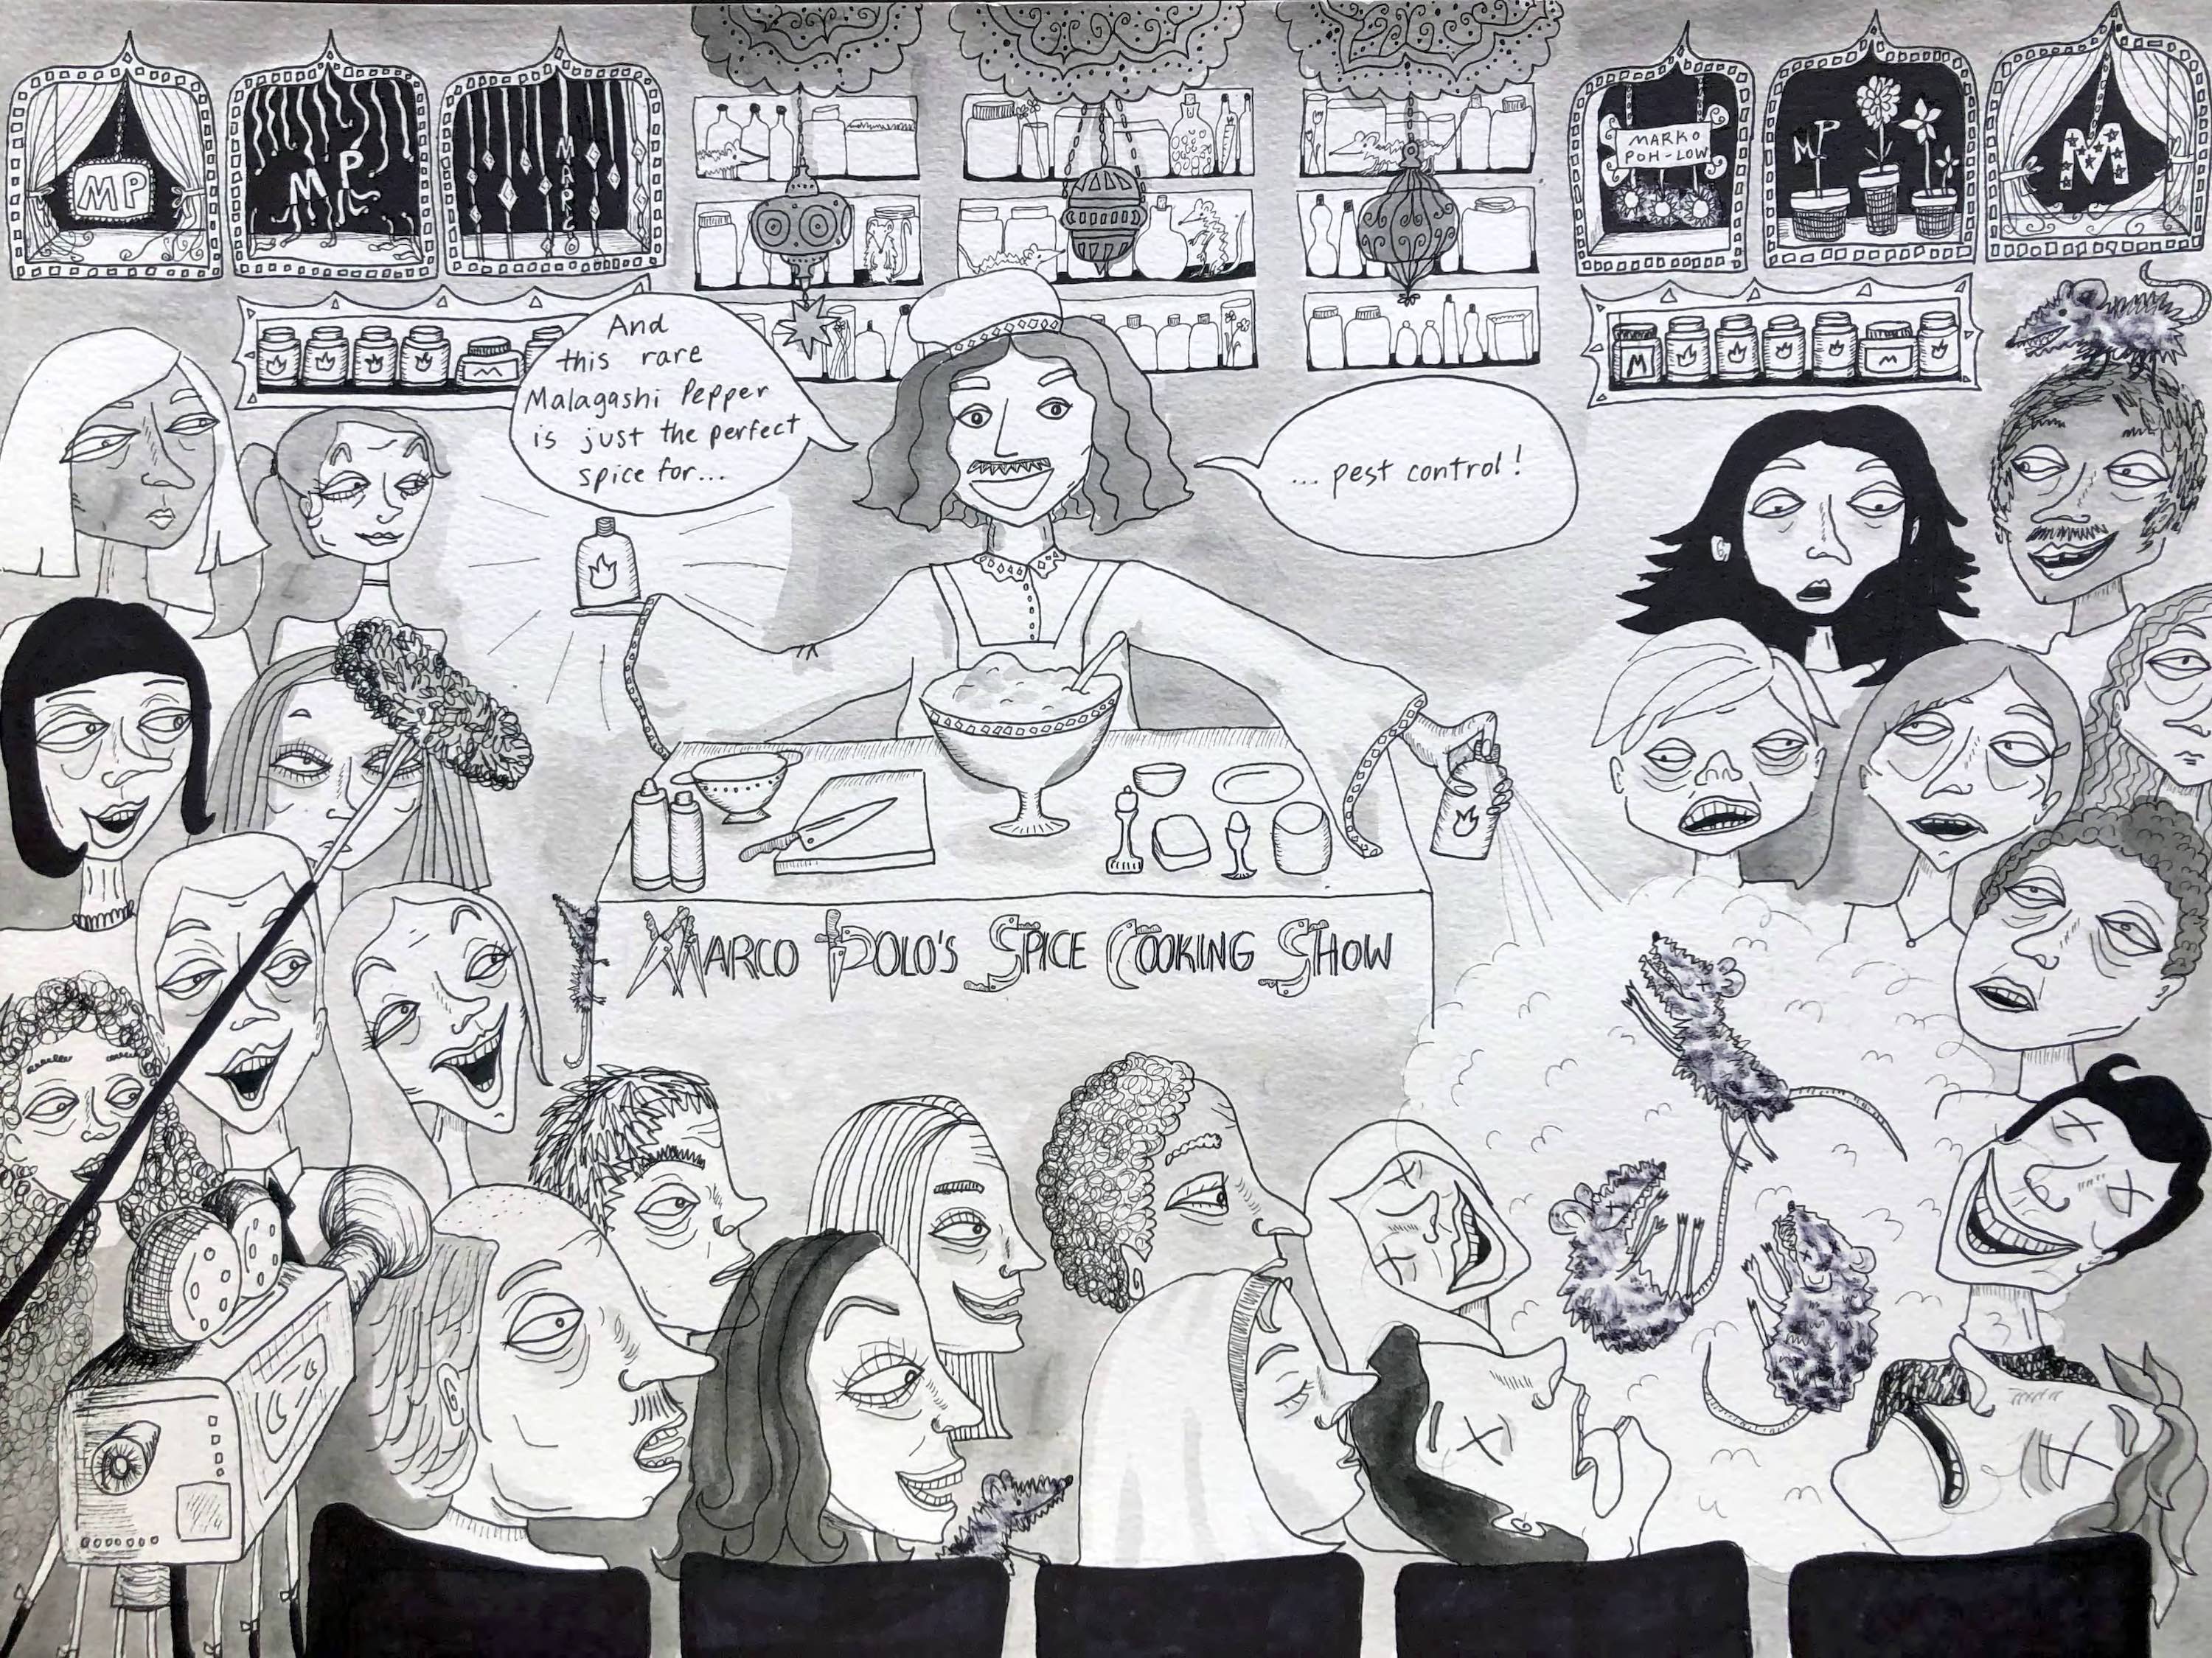 MP
MP
MARCO
MARKO
POH-LOW
MP
M
And
this rare
Malagashi Pepper
is just the perfect
spice for...
... pest control!
M
M
M
MARCO POLO'S SPICE COOKING SHOW